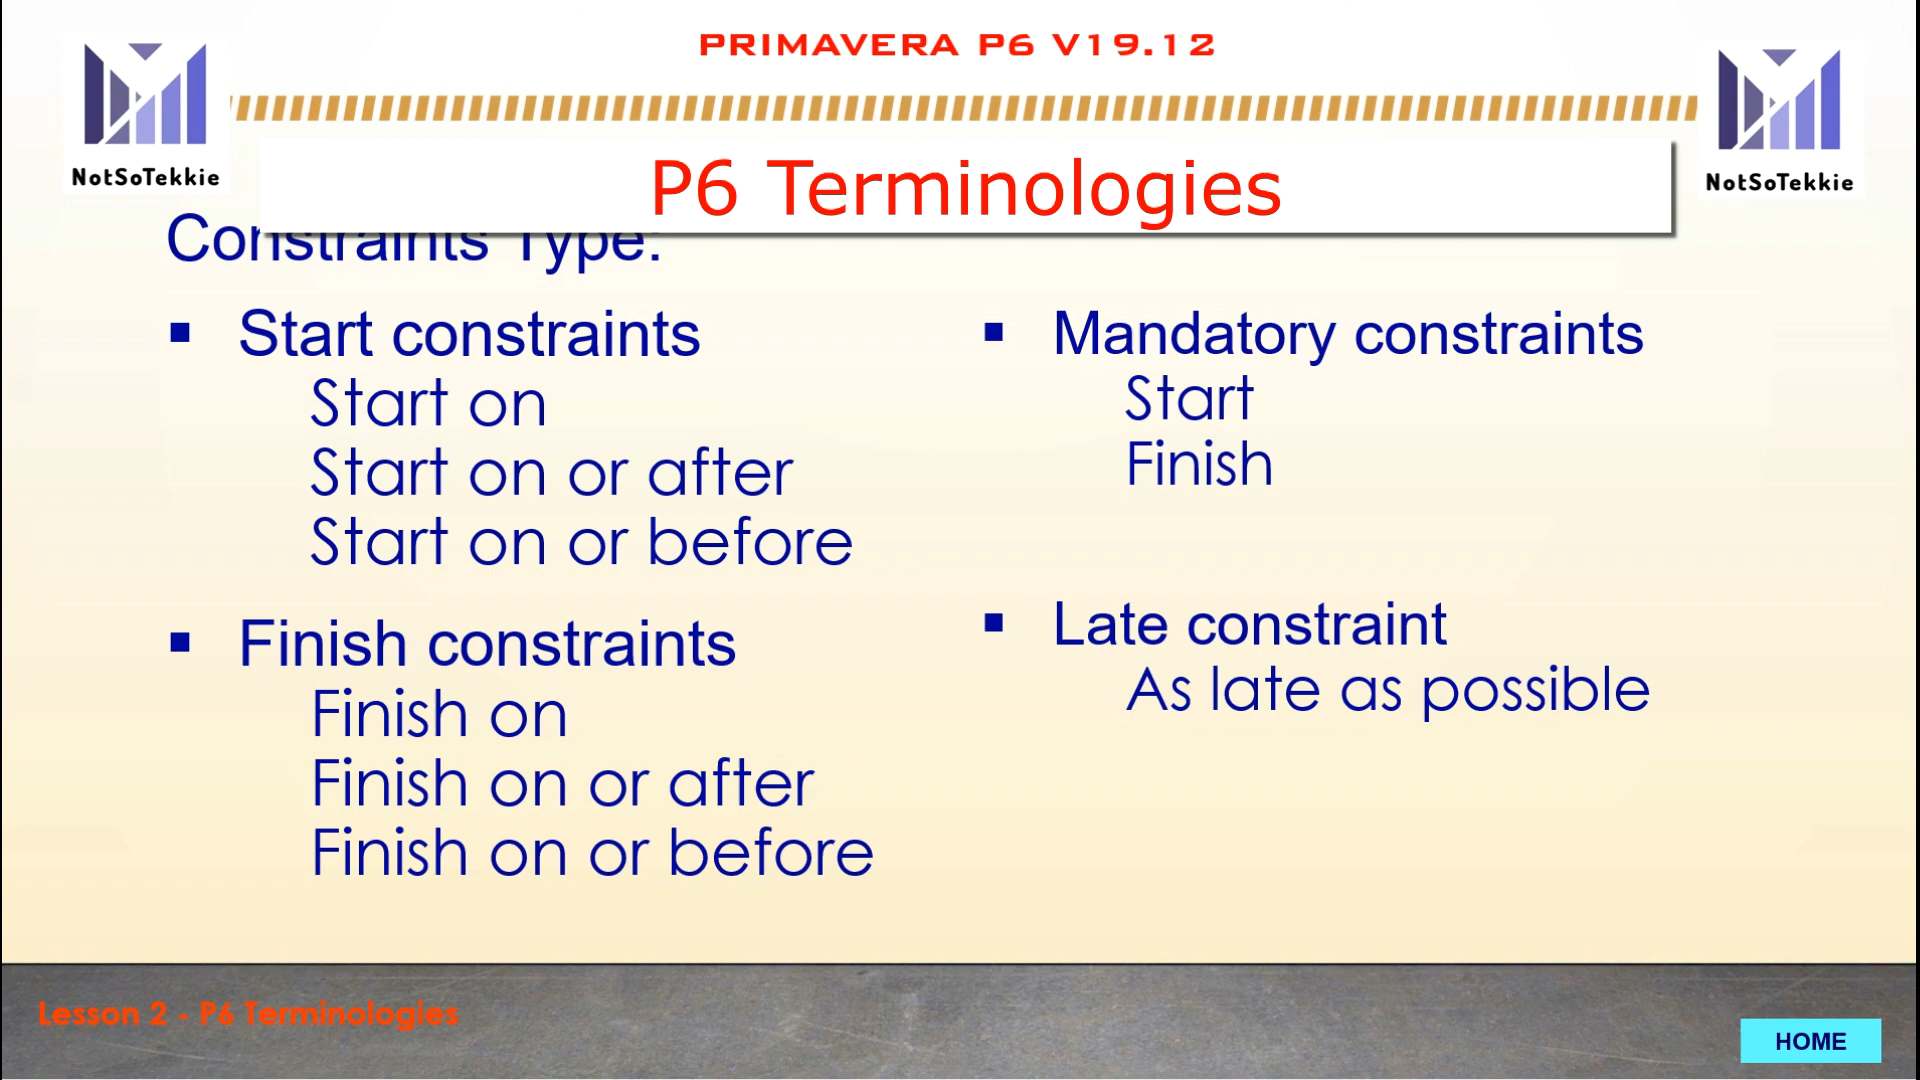 PRIMAVERA P6 V19.12
NotSoTekkie
NotSoTekkie
P6 Terminologies
Constraints Type:
Start constraints
Start on
Start on or after
Start on or before
Finish constraints
Finish on
Finish on or after
Finish on or before
Mandatory constraints
Start
Finish
Late constraint
As late as possible
Lesson 2 - P6 Terminologies
HOME